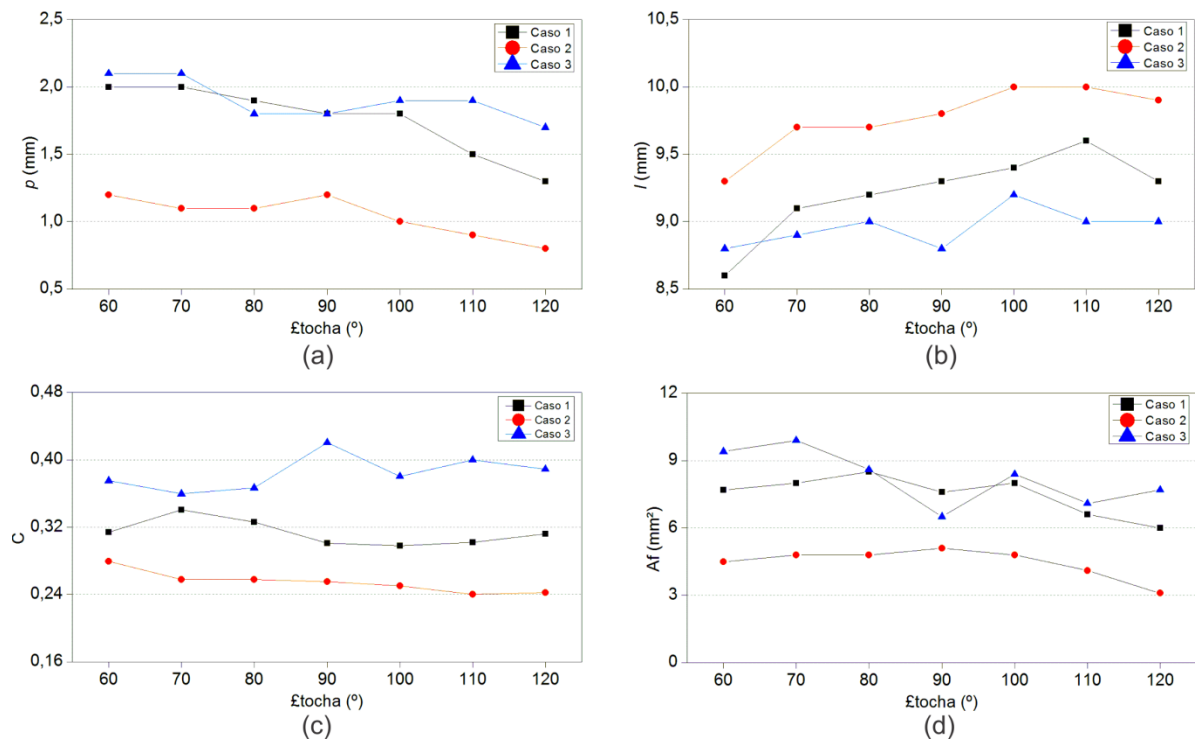 2,5
2,0
1,5
1,0
0,5
p (mm)
Caso 1
Caso 2
Caso 3
60 70 80 90 100 110 120
£tocha (º)
(a)
10,5
10,0
9,5
9,0
8,5
l (mm)
Caso 1
Caso 2
Caso 3
60 70 80 90 100 110 120
£tocha (º)
(b)
0,48
0,40
0,32
0,24
0,16
C
Caso 1
Caso 2
Caso 3
60 70 80 90 100 110 120
£tocha (º)
(c)
12
9
6
3
0
Af (mm²)
Caso 1
Caso 2
Caso 3
60 70 80 90 100 110 120
£tocha (º)
(d)